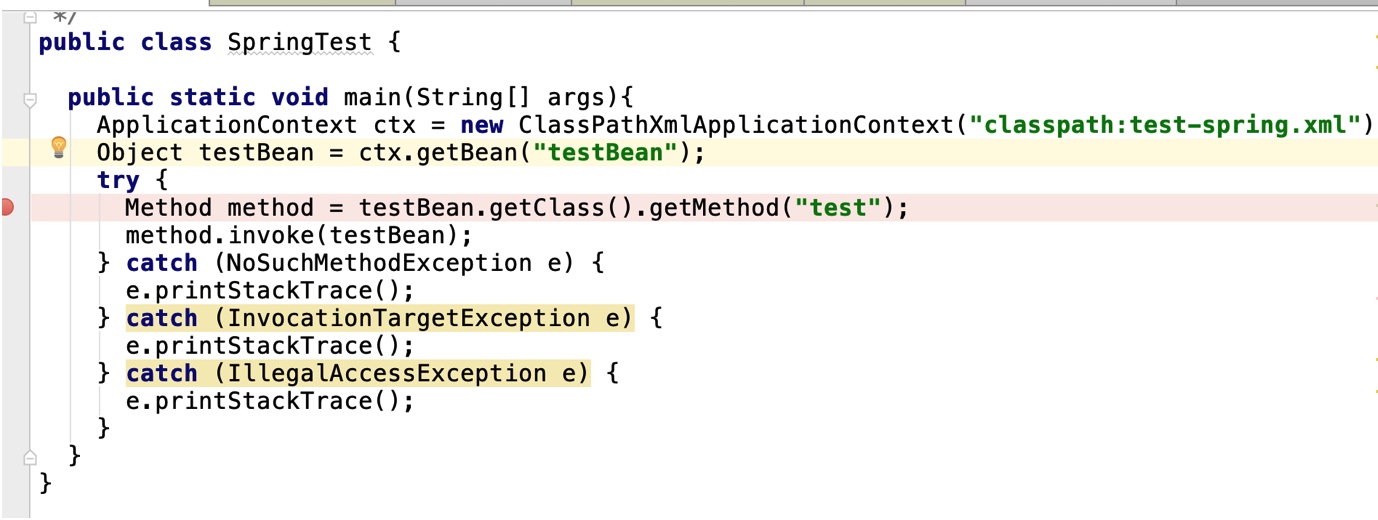 */
public class SpringTest {
public static void main(String[] args){
ApplicationContext ctx = new ClassPathXmlApplicationContext("classpath:test-spring.xml")
Object testBean = ctx.getBean("testBean");
try {
Method method = testBean.getClass().getMethod("test");
method.invoke(testBean);
} catch (NoSuchMethodException e) {
e.printStackTrace();
} catch (InvocationTargetException e) {
e.printStackTrace();
} catch (IllegalAccessException e) {
e.printStackTrace();
}
}
}